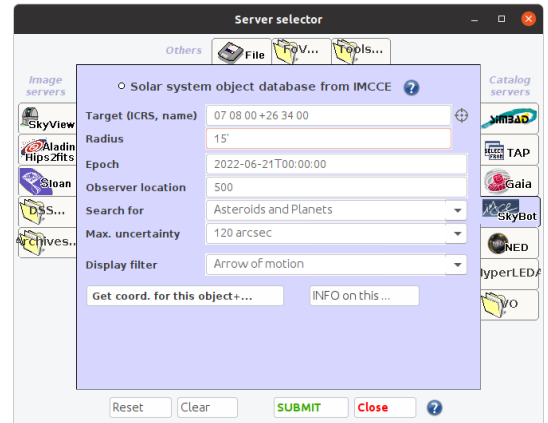 Server selector
Others
File
FoV...
Tools...
Image
servers
Catalog
servers
Solar system object database from IMCCE
?
SkyView
Aladin
Hips2fits
Sloan
DSS...
Archives..
Target (ICRS, name)
07 08 00 +26 34 00
Radius
15'
Epoch
2022-06-21T00:00:00
Observer location
500
Search for
Asteroids and Planets
Max. uncertainty
120 arcsec
Display filter
Arrow of motion
Get coord. for this object+...
INFO on this ...
SIMBAD
SELECT
FROM
TAP
Gaia
SkyBot
NED
HyperLEDA
VO
Reset
Clear
SUBMIT
Close
?